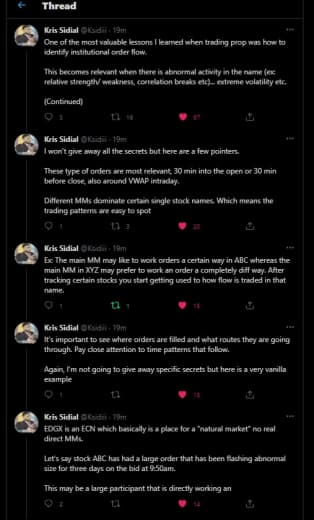 Thread
Kris Sidial @Ksidiii · 19m
One of the most valuable lessons I learned when trading prop was how to
identify institutional order flow.
This becomes relevant when there is abnormal activity in the name (ex:
relative strength/ weakness, correlation breaks etc)... extreme volatility etc.
(Continued)
3 16 87
Kris Sidial @Ksidiii · 19m
I won't give away all the secrets but here are a few pointers.
These type of orders are most relevant, 30 min into the open or 30 min
before close, also around VWAP intraday.
Different MMs dominate certain single stock names. Which means the
trading patterns are easy to spot
1 3 20
Kris Sidial @Ksidiii · 19m
Ex: The main MM may like to work orders a certain way in ABC whereas the
main MM in XYZ may prefer to work an order a completely diff way. After
tracking certain stocks you start getting used to how flow is traded in that
name.
1 1 15
Kris Sidial @Ksidiii · 19m
It's important to see where orders are filled and what routes they are going
through. Pay close attention to time patterns that follow.
Again, I'm not going to give away specific secrets but here is a very vanilla
example
1 15
Kris Sidial @Ksidiii · 19m
EDGX is an ECN which basically is a place for a "natural market" no real
direct MMs.
Let's say stock ABC has had a large order that has been flashing abnormal
size for three days on the bid at 9:50am.
This may be a large participant that is directly working an
2 14